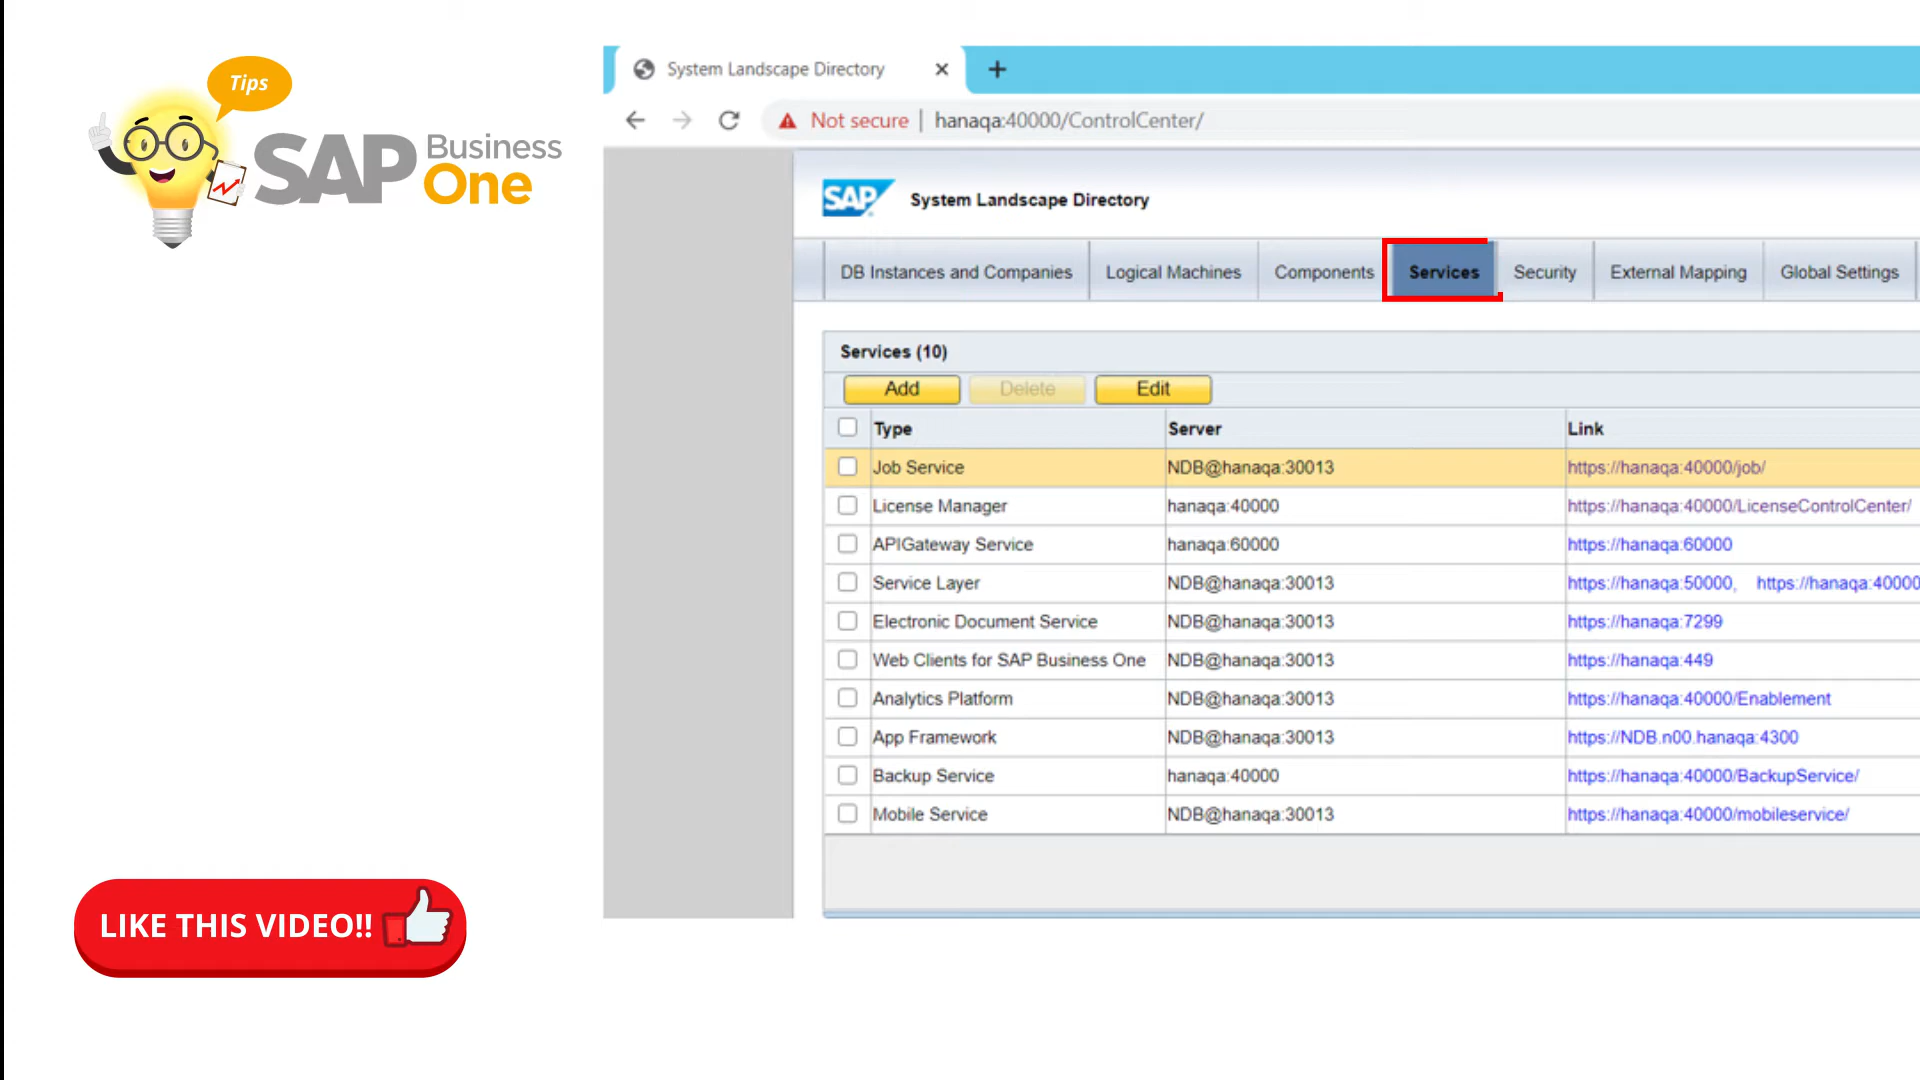 Tips
SAP Business One
LIKE THIS VIDEO!!
System Landscape Directory
Not secure | hanaqa:40000/ControlCenter/
SAP System Landscape Directory
DB Instances and Companies Logical Machines Components Services Security External Mapping Global Settings
Services (10)
Add Delete Edit
Type Server Link
Job Service NDB@hanaqa:30013 https://hanaqa:40000/job/
License Manager hanaqa:40000 https://hanaqa:40000/LicenseControlCenter/
APIGateway Service hanaqa:60000 https://hanaqa:60000
Service Layer NDB@hanaqa:30013 https://hanaqa:50000, https://hanaqa:40000
Electronic Document Service NDB@hanaqa:30013 https://hanaqa:7299
Web Clients for SAP Business One NDB@hanaqa:30013 https://hanaqa:449
Analytics Platform NDB@hanaqa:30013 https://hanaqa:40000/Enablement
App Framework NDB@hanaqa:30013 https://NDB.n00.hanaqa:4300
Backup Service hanaqa:40000 https://hanaqa:40000/BackupService/
Mobile Service NDB@hanaqa:30013 https://hanaqa:40000/mobileservice/